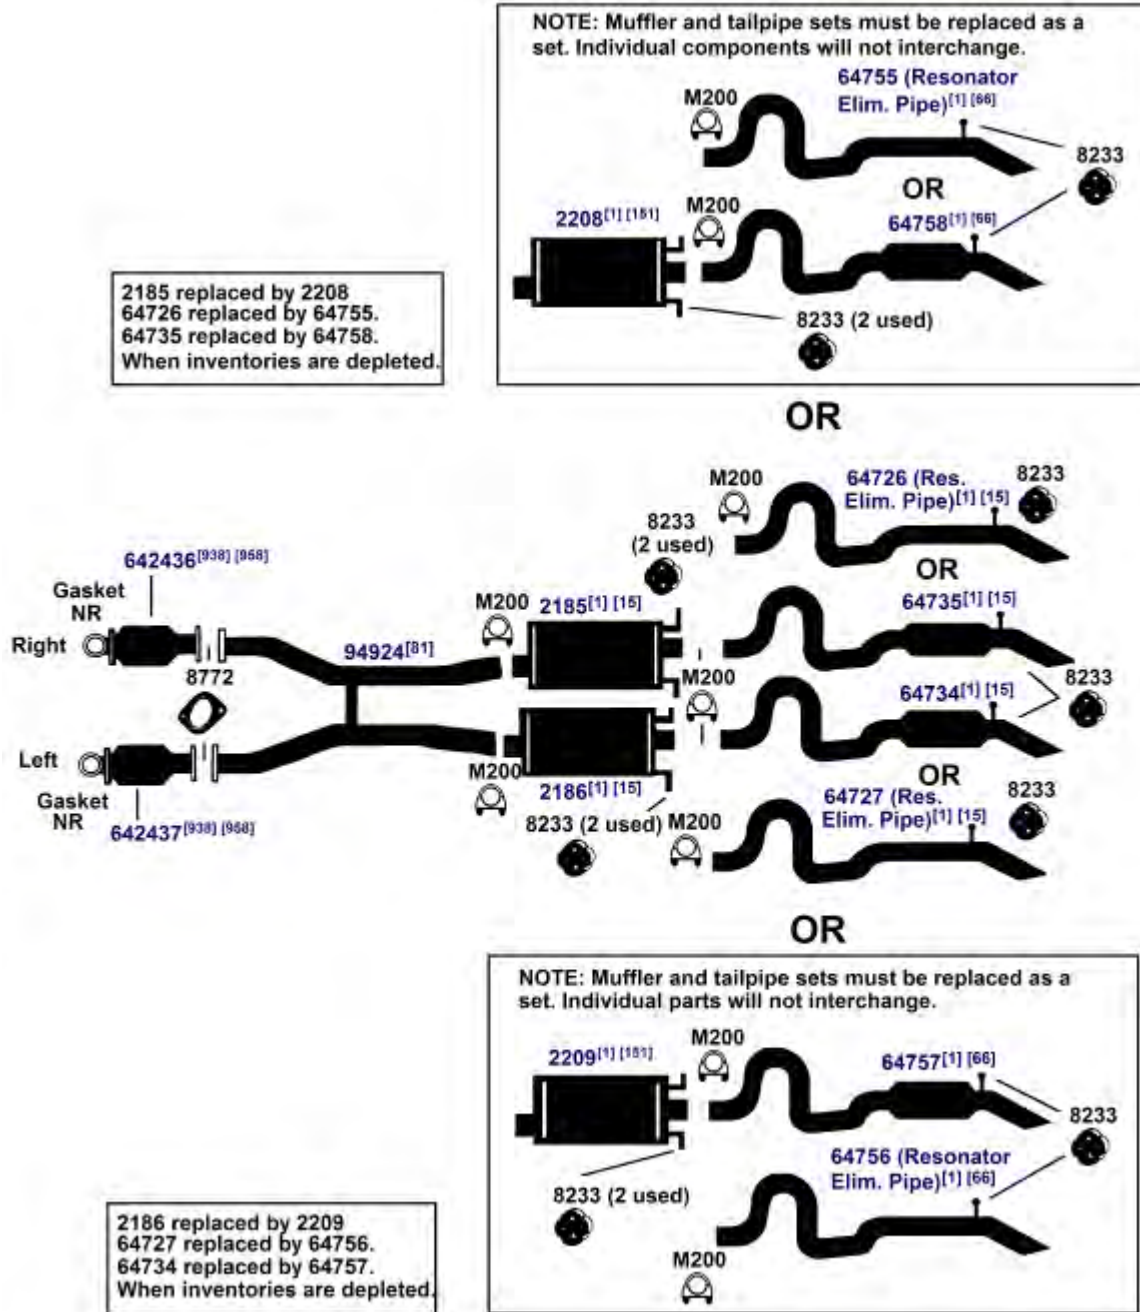 NOTE: Muffler and tailpipe sets must be replaced as a
set. Individual components will not interchange.
64755 (Resonator
Elim. Pipe)[1] [66]
M200
8233
OR
M200
2208[1] [151]
64758[1] [66]
8233 (2 used)
2185 replaced by 2208
64726 replaced by 64755.
64735 replaced by 64758.
When inventories are depleted.
OR
M200
64726 (Res.
Elim. Pipe)[1] [15]
8233
8233
(2 used)
OR
642436[938] [958]
Gasket
NR
Right
M200
2185[1] [15]
64735[1] [15]
94924[81]
8772
M200
64734[1] [15]
8233
Left
M200
2186[1] [15]
OR
Gasket
NR
642437[938] [958]
8233 (2 used)
M200
64727 (Res.
Elim. Pipe)[1] [15]
8233
OR
NOTE: Muffler and tailpipe sets must be replaced as a
set. Individual parts will not interchange.
M200
2209[1] [151]
64757[1] [66]
8233
64756 (Resonator
Elim. Pipe)[1] [66]
8233 (2 used)
M200
2186 replaced by 2209
64727 replaced by 64756.
64734 replaced by 64757.
When inventories are depleted.